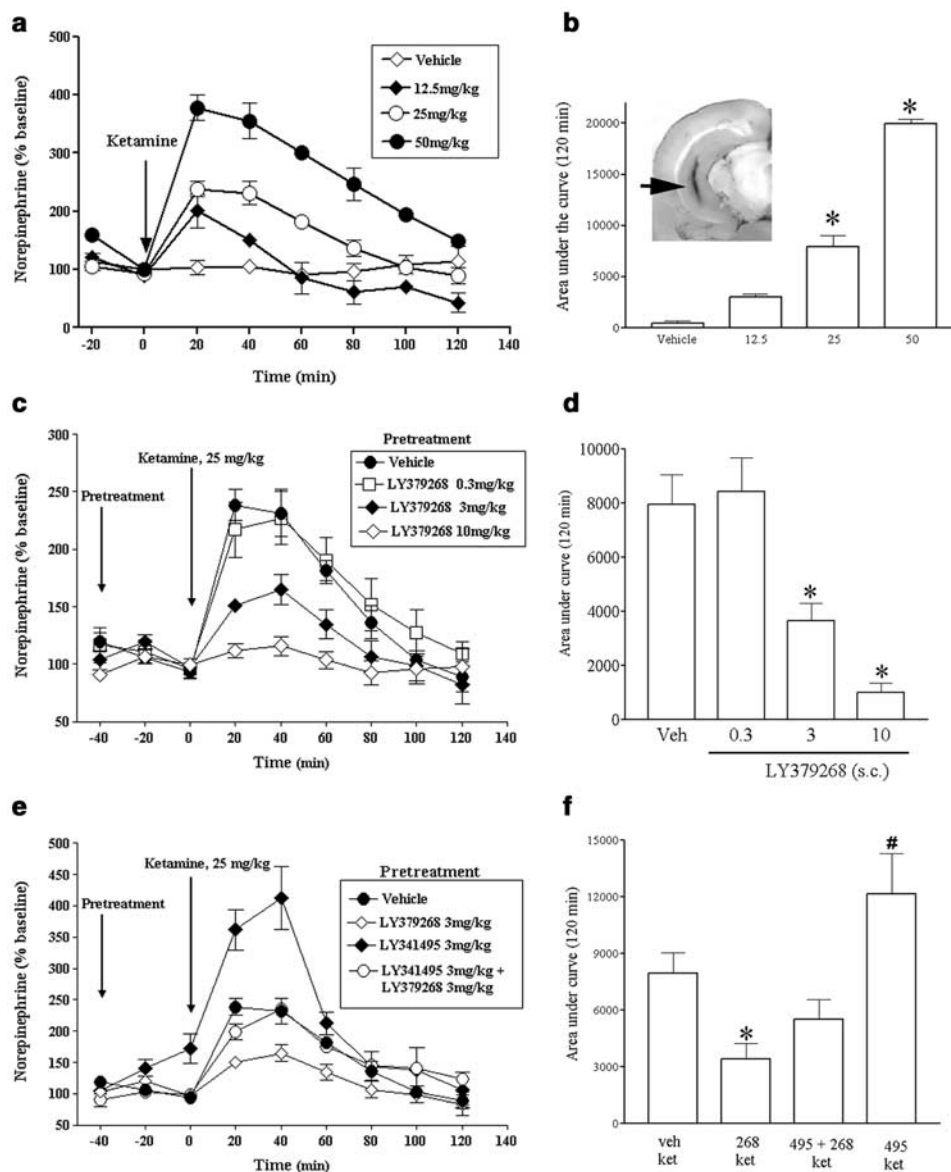 a
Norepinephrine (% baseline)
500
400
300
200
100
0
Ketamine
Vehicle
12.5mg/kg
25mg/kg
50mg/kg
-20 0 20 40 60 80 100 120 140
Time (min)
b
Area under the curve (120 min)
20000
15000
10000
5000
0
*
*
Vehicle 12.5 25 50
c
Norepinephrine (% baseline)
300
250
200
150
100
50
Pretreatment
Ketamine, 25 mg/kg
Pretreatment
Vehicle
LY379268 0.3mg/kg
LY379268 3mg/kg
LY379268 10mg/kg
-40 -20 0 20 40 60 80 100 120 140
Time (min)
d
Area under curve (120 min)
10000
8000
6000
4000
2000
0
*
*
Veh 0.3 3 10
LY379268 (s.c.)
e
Norepinephrine (% baseline)
500
450
400
350
300
250
200
150
100
50
Pretreatment
Ketamine, 25 mg/kg
Pretreatment
Vehicle
LY379268 3mg/kg
LY341495 3mg/kg
LY341495 3mg/kg +
LY379268 3mg/kg
-40 -20 0 20 40 60 80 100 120 140
Time (min)
f
Area under curve (120 min)
15000
12000
9000
6000
3000
0
*
#
veh 268 495 + 268 495
ket ket ket ket